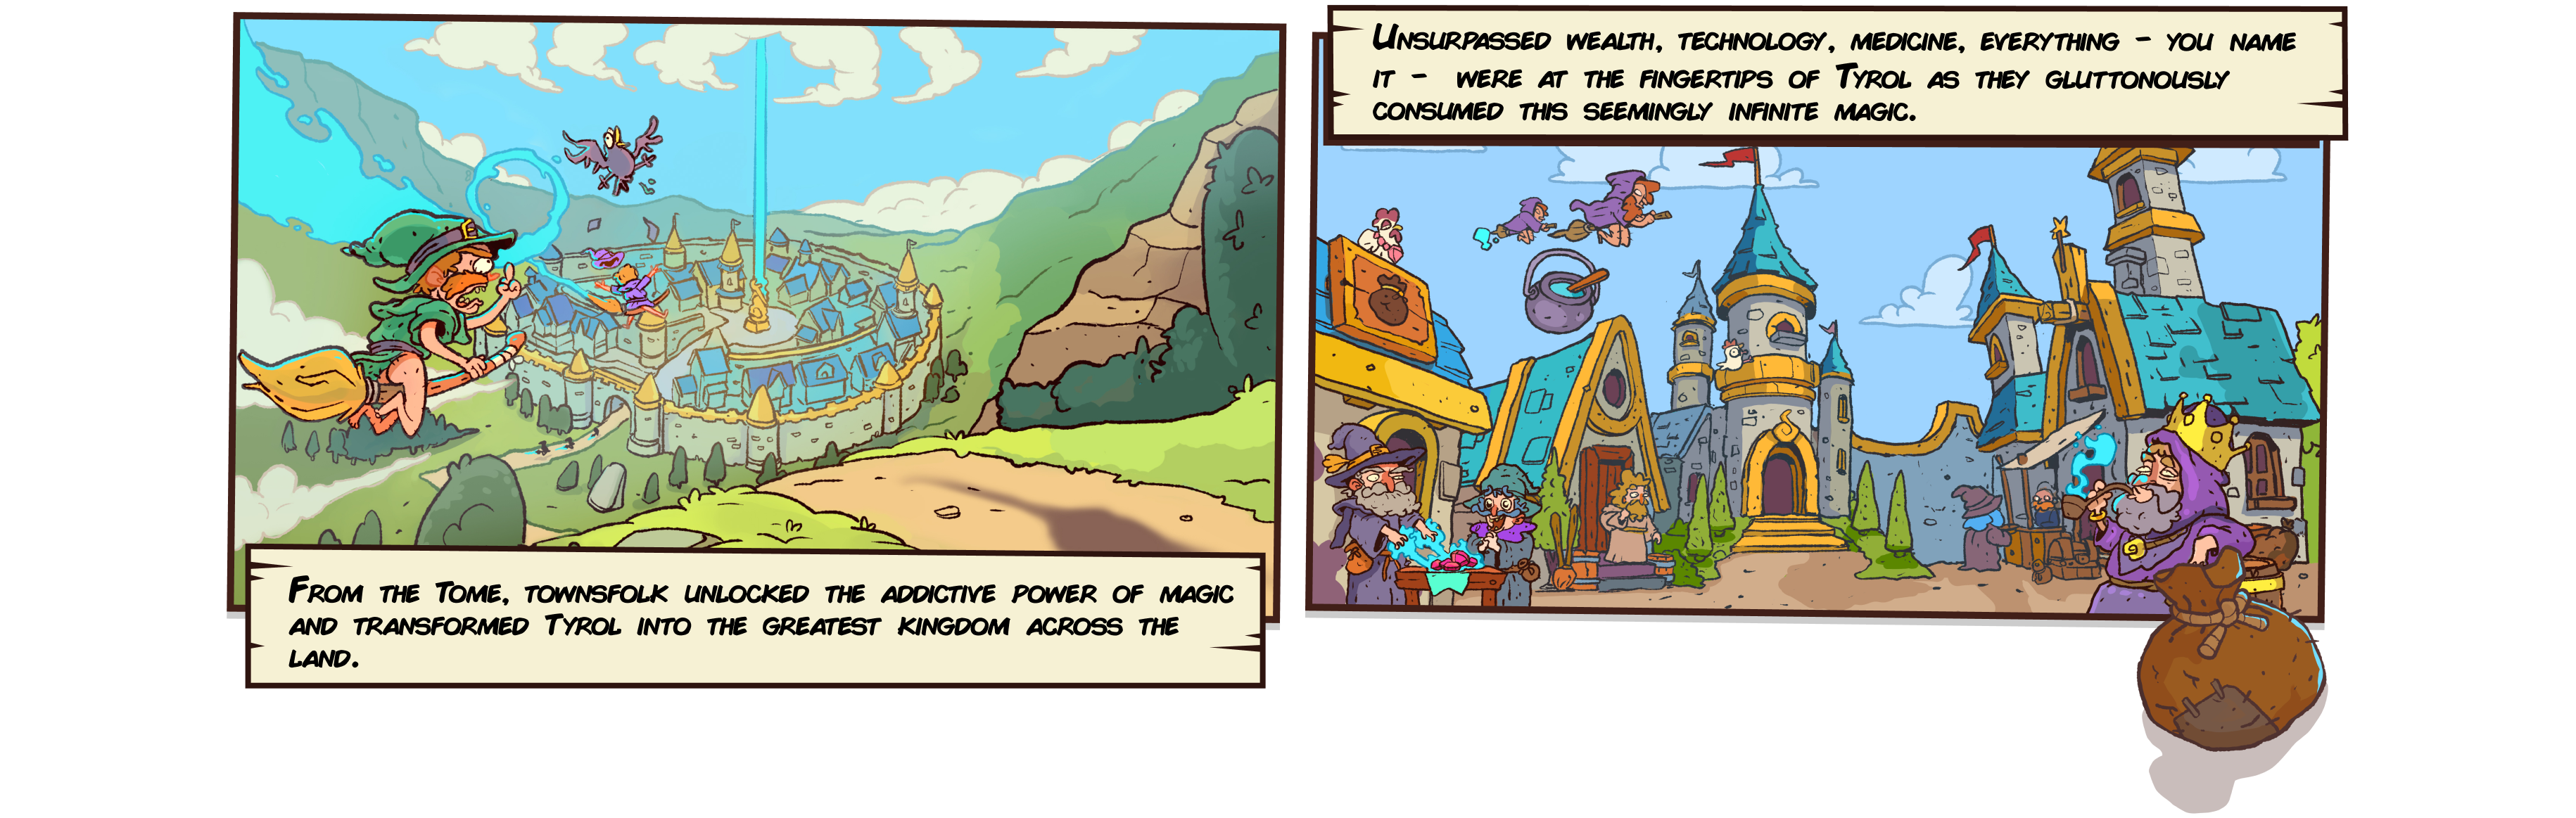 From the Tome, townsfolk unlocked the addictive power of magic
and transformed Tyrol into the greatest kingdom across the
land.
Unsurpassed wealth, technology, medicine, everything - you name
it - were at the fingertips of Tyrol as they gluttonously
consumed this seemingly infinite magic.